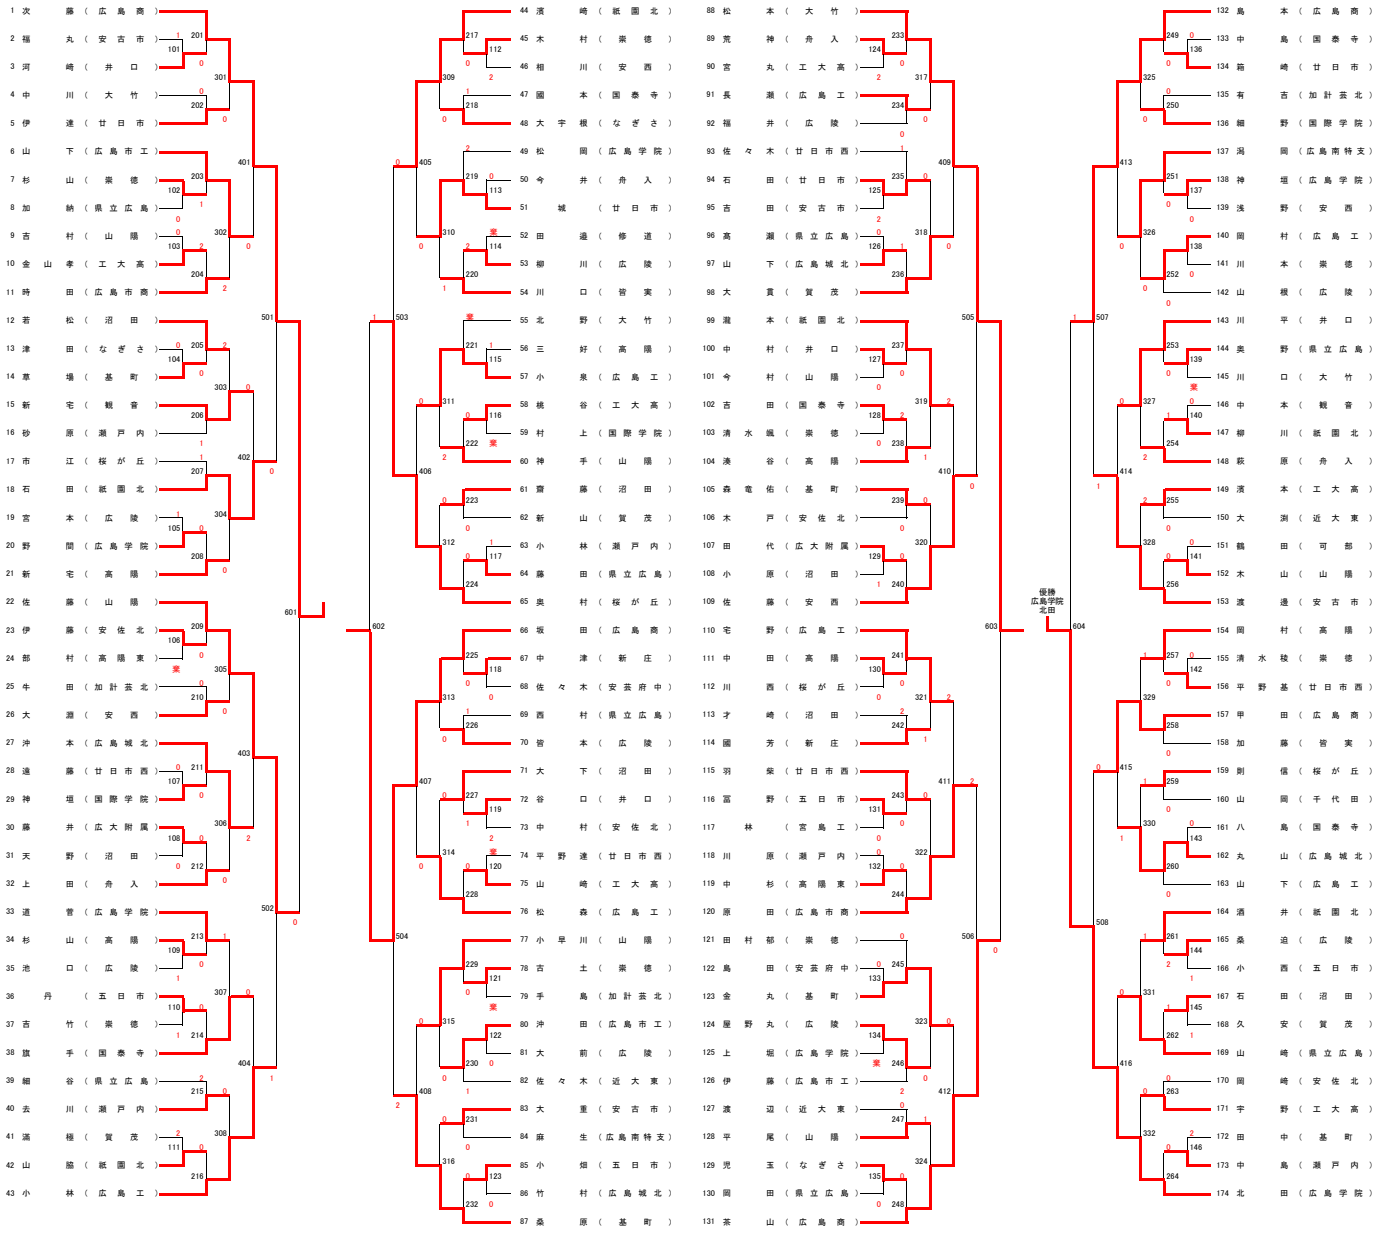 1 次 藤 ( 広 島 商 )
2 福 丸 ( 安 古 市 )
3 河 崎 ( 井 口 )
4 中 川 ( 大 竹 )
5 伊 達 ( 廿 日 市 )
6 山 下 ( 広 島 市 工 )
7 杉 山 ( 崇 徳 )
8 加 納 ( 県 立 広 島 )
9 吉 村 ( 山 陽 )
10 金 山 孝 ( 工 大 高 )
11 時 田 ( 広 島 市 商 )
12 若 松 ( 沼 田 )
13 津 田 ( な ぎ さ )
14 草 場 ( 基 町 )
15 新 宅 ( 観 音 )
16 砂 原 ( 瀬 戸 内 )
17 市 江 ( 桜 が 丘 )
18 石 田 ( 祇 園 北 )
19 宮 本 ( 広 陵 )
20 野 間 ( 広 島 学 院 )
21 新 宅 ( 高 陽 )
22 佐 藤 ( 山 陽 )
23 伊 藤 ( 安 佐 北 )
24 部 村 ( 高 陽 東 )
25 牛 田 ( 加 計 芸 北 )
26 大 淵 ( 安 西 )
27 沖 本 ( 広 島 城 北 )
28 遠 藤 ( 廿 日 市 西 )
29 神 垣 ( 国 際 学 院 )
30 藤 井 ( 広 大 附 属 )
31 天 野 ( 沼 田 )
32 上 田 ( 舟 入 )
33 道 菅 ( 広 島 学 院 )
34 杉 山 ( 高 陽 )
35 池 口 ( 広 陵 )
36 丹 ( 五 日 市 )
37 吉 竹 ( 崇 徳 )
38 旗 手 ( 国 泰 寺 )
39 細 谷 ( 県 立 広 島 )
40 去 川 ( 瀬 戸 内 )
41 満 極 ( 賀 茂 )
42 山 脇 ( 祇 園 北 )
43 小 林 ( 広 島 工 )
44 濱 崎 ( 祇 園 北 )
45 木 村 ( 崇 徳 )
46 相 川 ( 安 西 )
47 國 本 ( 国 泰 寺 )
48 大 宇 根 ( な ぎ さ )
49 松 岡 ( 広 島 学 院 )
50 今 井 ( 舟 入 )
51 城 ( 廿 日 市 )
52 田 邉 ( 修 道 )
53 柳 川 ( 広 陵 )
54 川 口 ( 皆 実 )
55 北 野 ( 大 竹 )
56 三 好 ( 高 陽 )
57 小 泉 ( 広 島 工 )
58 桃 谷 ( 工 大 高 )
59 村 上 ( 国 際 学 院 )
60 神 手 ( 山 陽 )
61 齋 藤 ( 沼 田 )
62 新 山 ( 賀 茂 )
63 小 林 ( 瀬 戸 内 )
64 藤 田 ( 県 立 広 島 )
65 奥 村 ( 桜 が 丘 )
66 坂 田 ( 広 島 商 )
67 中 津 ( 新 庄 )
68 佐 々 木 ( 安 芸 府 中 )
69 西 村 ( 県 立 広 島 )
70 皆 本 ( 広 陵 )
71 大 下 ( 沼 田 )
72 谷 口 ( 井 口 )
73 中 村 ( 安 佐 北 )
74 平 野 達 ( 廿 日 市 西 )
75 山 崎 ( 工 大 高 )
76 松 森 ( 広 島 工 )
77 小 早 川 ( 山 陽 )
78 古 土 ( 崇 徳 )
79 手 島 ( 加 計 芸 北 )
80 沖 田 ( 広 島 市 工 )
81 大 前 ( 広 陵 )
82 佐 々 木 ( 近 大 東 )
83 大 重 ( 安 古 市 )
84 麻 生 ( 広 島 南 特 支 )
85 小 畑 ( 五 日 市 )
86 竹 村 ( 広 島 城 北 )
87 桑 原 ( 基 町 )
88 松 本 ( 大 竹 )
89 荒 神 ( 舟 入 )
90 宮 丸 ( 工 大 高 )
91 長 瀬 ( 広 島 工 )
92 福 井 ( 広 陵 )
93 佐 々 木 ( 廿 日 市 西 )
94 石 田 ( 廿 日 市 )
95 吉 田 ( 安 古 市 )
96 髙 瀬 ( 県 立 広 島 )
97 山 下 ( 広 島 城 北 )
98 大 貫 ( 賀 茂 )
99 瀧 本 ( 祇 園 北 )
100 中 村 ( 井 口 )
101 今 村 ( 山 陽 )
102 吉 田 ( 国 泰 寺 )
103 清 水 颯 ( 崇 徳 )
104 湊 谷 ( 高 陽 )
105 森 竜 佑 ( 基 町 )
106 木 戸 ( 安 佐 北 )
107 田 代 ( 広 大 附 属 )
108 小 原 ( 沼 田 )
109 佐 藤 ( 安 西 )
110 宅 野 ( 広 島 工 )
111 中 田 ( 高 陽 )
112 川 西 ( 桜 が 丘 )
113 才 崎 ( 沼 田 )
114 國 芳 ( 新 庄 )
115 羽 柴 ( 廿 日 市 西 )
116 冨 野 ( 五 日 市 )
117 林 ( 宮 島 工 )
118 川 原 ( 瀬 戸 内 )
119 中 杉 ( 高 陽 東 )
120 原 田 ( 広 島 市 商 )
121 田 村 郁 ( 崇 徳 )
122 島 田 ( 安 芸 府 中 )
123 金 丸 ( 基 町 )
124 屋 野 丸 ( 広 陵 )
125 上 堀 ( 広 島 学 院 )
126 伊 藤 ( 広 島 市 工 )
127 渡 辺 ( 近 大 東 )
128 平 尾 ( 山 陽 )
129 児 玉 ( な ぎ さ )
130 岡 田 ( 県 立 広 島 )
131 茶 山 ( 広 島 商 )
優勝
広島学院
北田
132 島 本 ( 広 島 商 )
133 中 島 ( 国 泰 寺 )
134 箱 崎 ( 廿 日 市 )
135 有 吉 ( 加 計 芸 北 )
136 細 野 ( 国 際 学 院 )
137 潟 岡 ( 広 島 南 特 支 )
138 神 垣 ( 広 島 学 院 )
139 浅 野 ( 安 西 )
140 岡 村 ( 広 島 工 )
141 川 本 ( 崇 徳 )
142 山 根 ( 広 陵 )
143 川 平 ( 井 口 )
144 奥 野 ( 県 立 広 島 )
145 川 口 ( 大 竹 )
146 中 本 ( 観 音 )
147 柳 川 ( 祇 園 北 )
148 萩 原 ( 舟 入 )
149 濱 本 ( 工 大 高 )
150 大 渕 ( 近 大 東 )
151 鶴 田 ( 可 部 )
152 木 山 ( 山 陽 )
153 渡 邊 ( 安 古 市 )
154 岡 村 ( 高 陽 )
155 清 水 稜 ( 崇 徳 )
156 平 野 基 ( 廿 日 市 西 )
157 甲 田 ( 広 島 商 )
158 加 藤 ( 皆 実 )
159 則 信 ( 桜 が 丘 )
160 山 岡 ( 千 代 田 )
161 八 島 ( 国 泰 寺 )
162 丸 山 ( 広 島 城 北 )
163 山 下 ( 広 島 工 )
164 酒 井 ( 祇 園 北 )
165 桑 迫 ( 広 陵 )
166 小 西 ( 五 日 市 )
167 石 田 ( 沼 田 )
168 久 安 ( 賀 茂 )
169 山 崎 ( 県 立 広 島 )
170 岡 崎 ( 安 佐 北 )
171 宇 野 ( 工 大 高 )
172 田 中 ( 基 町 )
173 中 島 ( 瀬 戸 内 )
174 北 田 ( 広 島 学 院 )